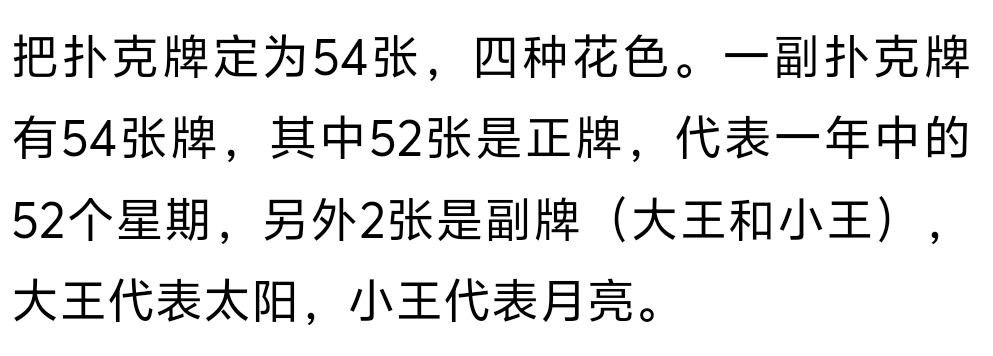 把扑克牌定为54张，四种花色。一副扑克牌
有54张牌，其中52张是正牌，代表一年中的
52个星期，另外2张是副牌（大王和小王），
大王代表太阳，小王代表月亮。